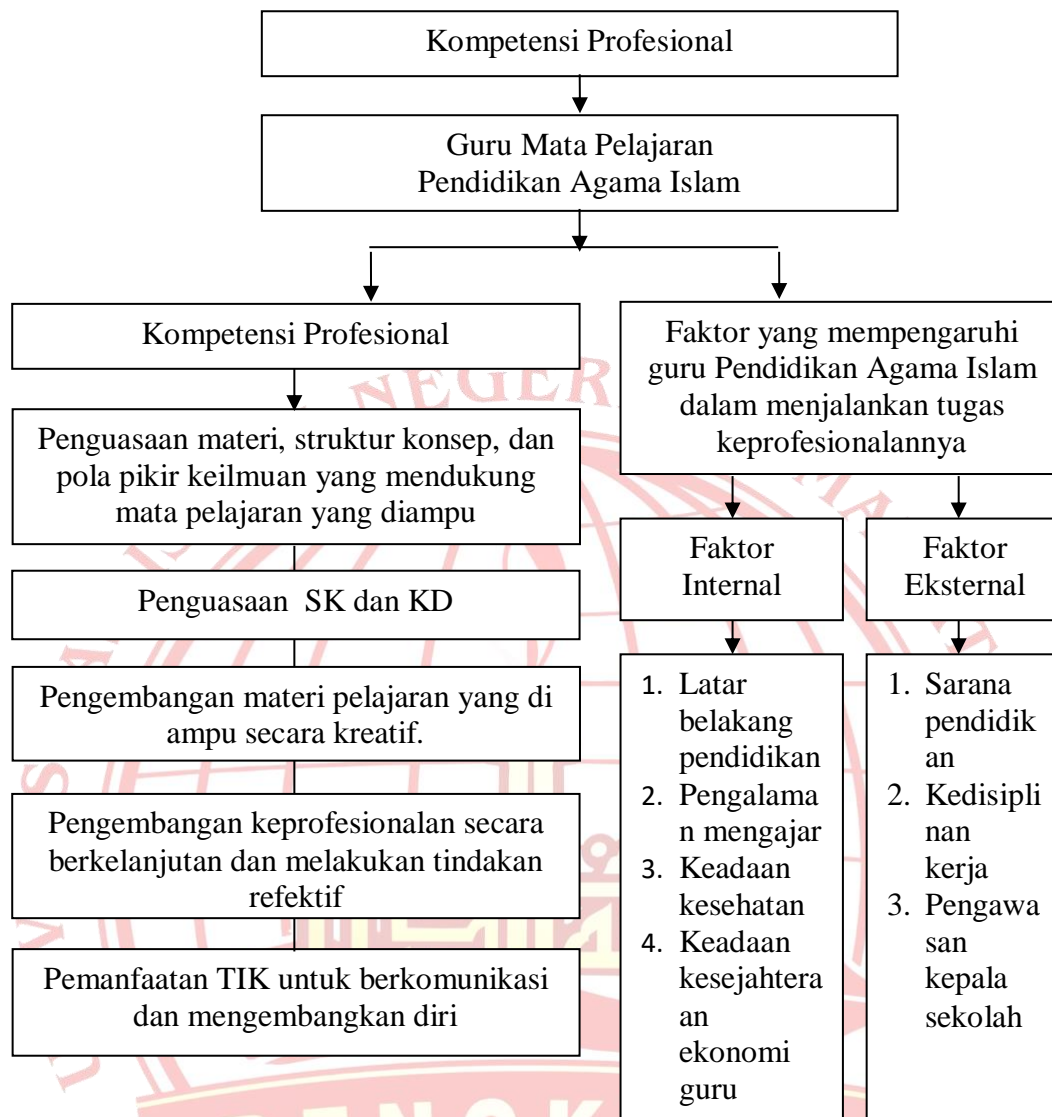 Kompetensi Profesional
Guru Mata Pelajaran
Pendidikan Agama Islam
Kompetensi Profesional
Penguasaan materi, struktur konsep, dan
pola pikir keilmuan yang mendukung
mata pelajaran yang diampu
Penguasaan SK dan KD
Pengembangan materi pelajaran yang di
ampu secara kreatif.
Pengembangan keprofesionalan secara
berkelanjutan dan melakukan tindakan
refektif
Pemanfaatan TIK untuk berkomunikasi
dan mengembangkan diri
Faktor yang mempengaruhi
guru Pendidikan Agama Islam
dalam menjalankan tugas
keprofesionalannya
Faktor
Internal
1. Latar
belakang
pendidikan
2. Pengalama
n mengajar
3. Keadaan
kesehatan
4. Keadaan
kesejahtera
an
ekonomi
guru
Faktor
Eksternal
1. Sarana
pendidik
an
2. Kedisipli
nan
kerja
3. Pengawa
san
kepala
sekolah
NEGER